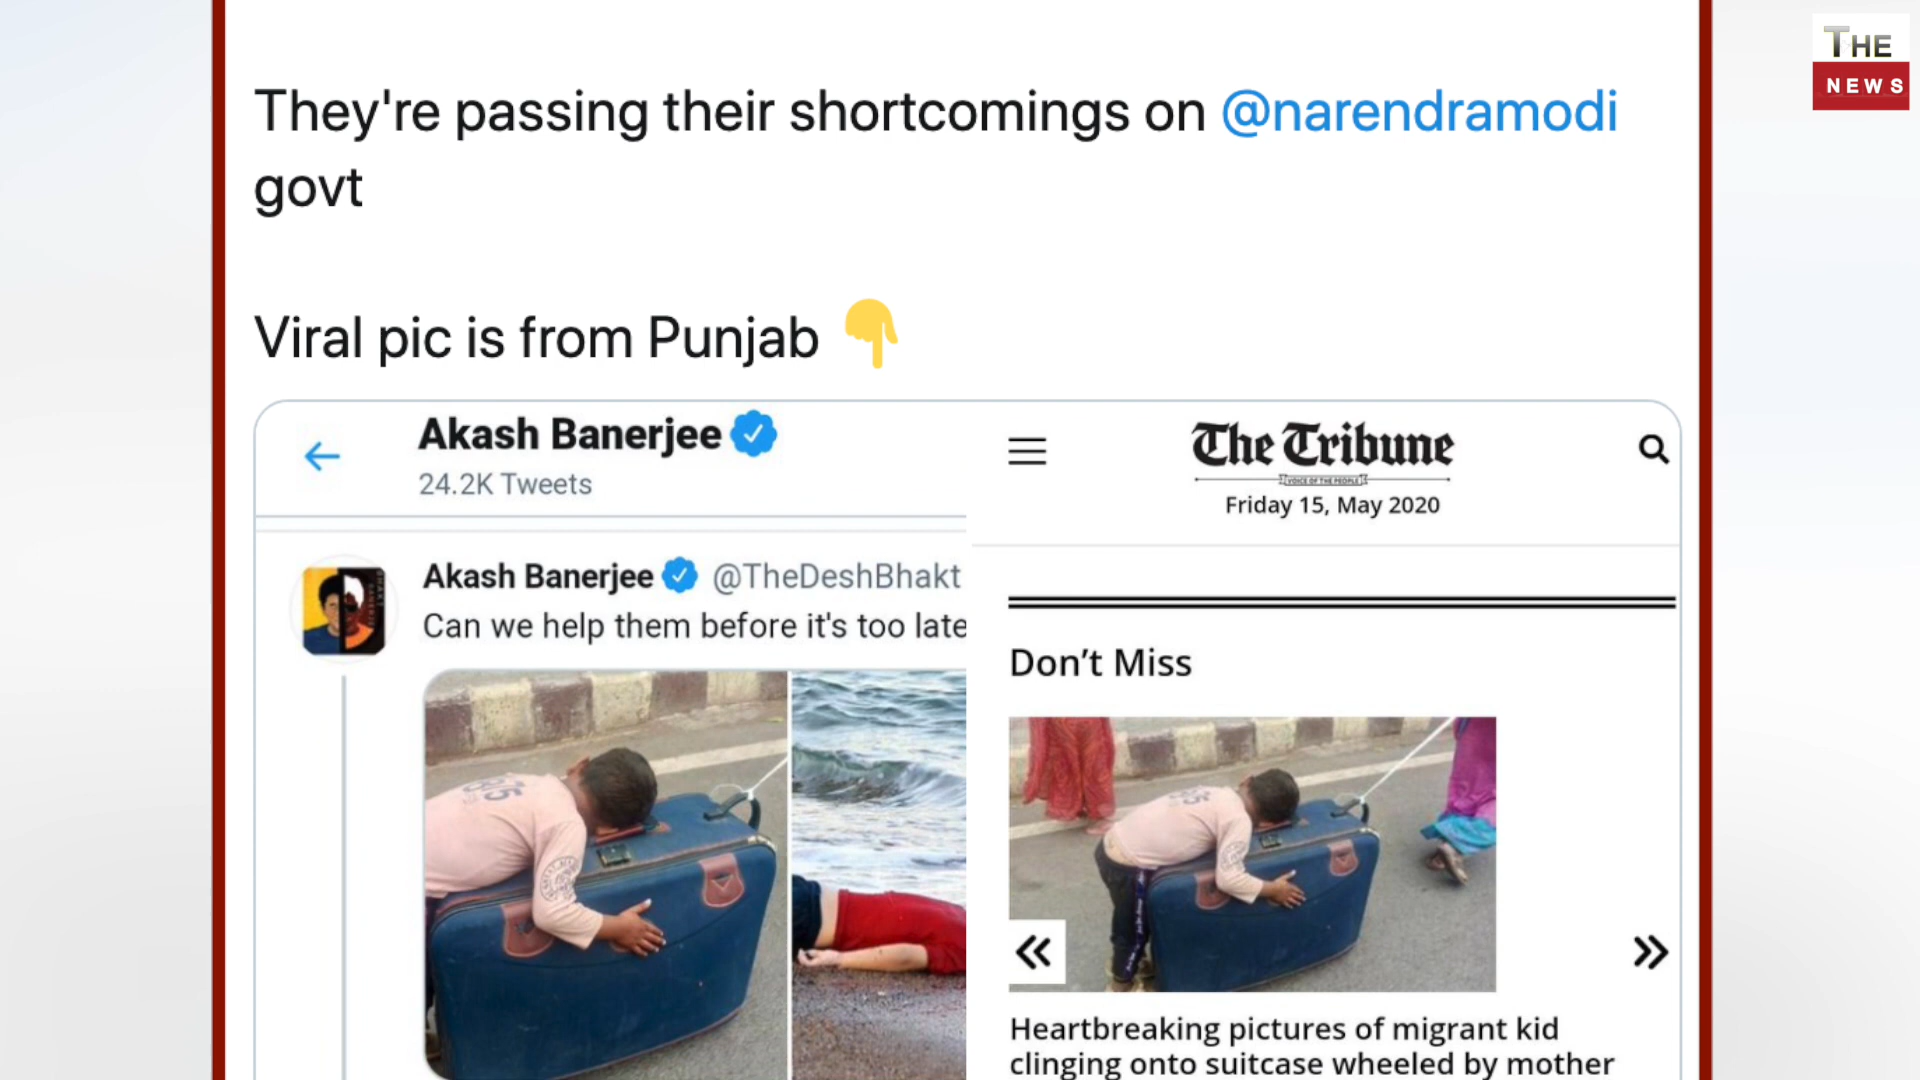 THE
NEWS
They're passing their shortcomings on @narendramodi
govt
Viral pic is from Punjab
Akash Banerjee
24.2K Tweets
Akash Banerjee @TheDeshBhakt
Can we help them before it's too late
The Tribune
VOICE OF THE PEOPLE
Friday 15, May 2020
Don't Miss
Heartbreaking pictures of migrant kid
clinging onto suitcase wheeled by mother